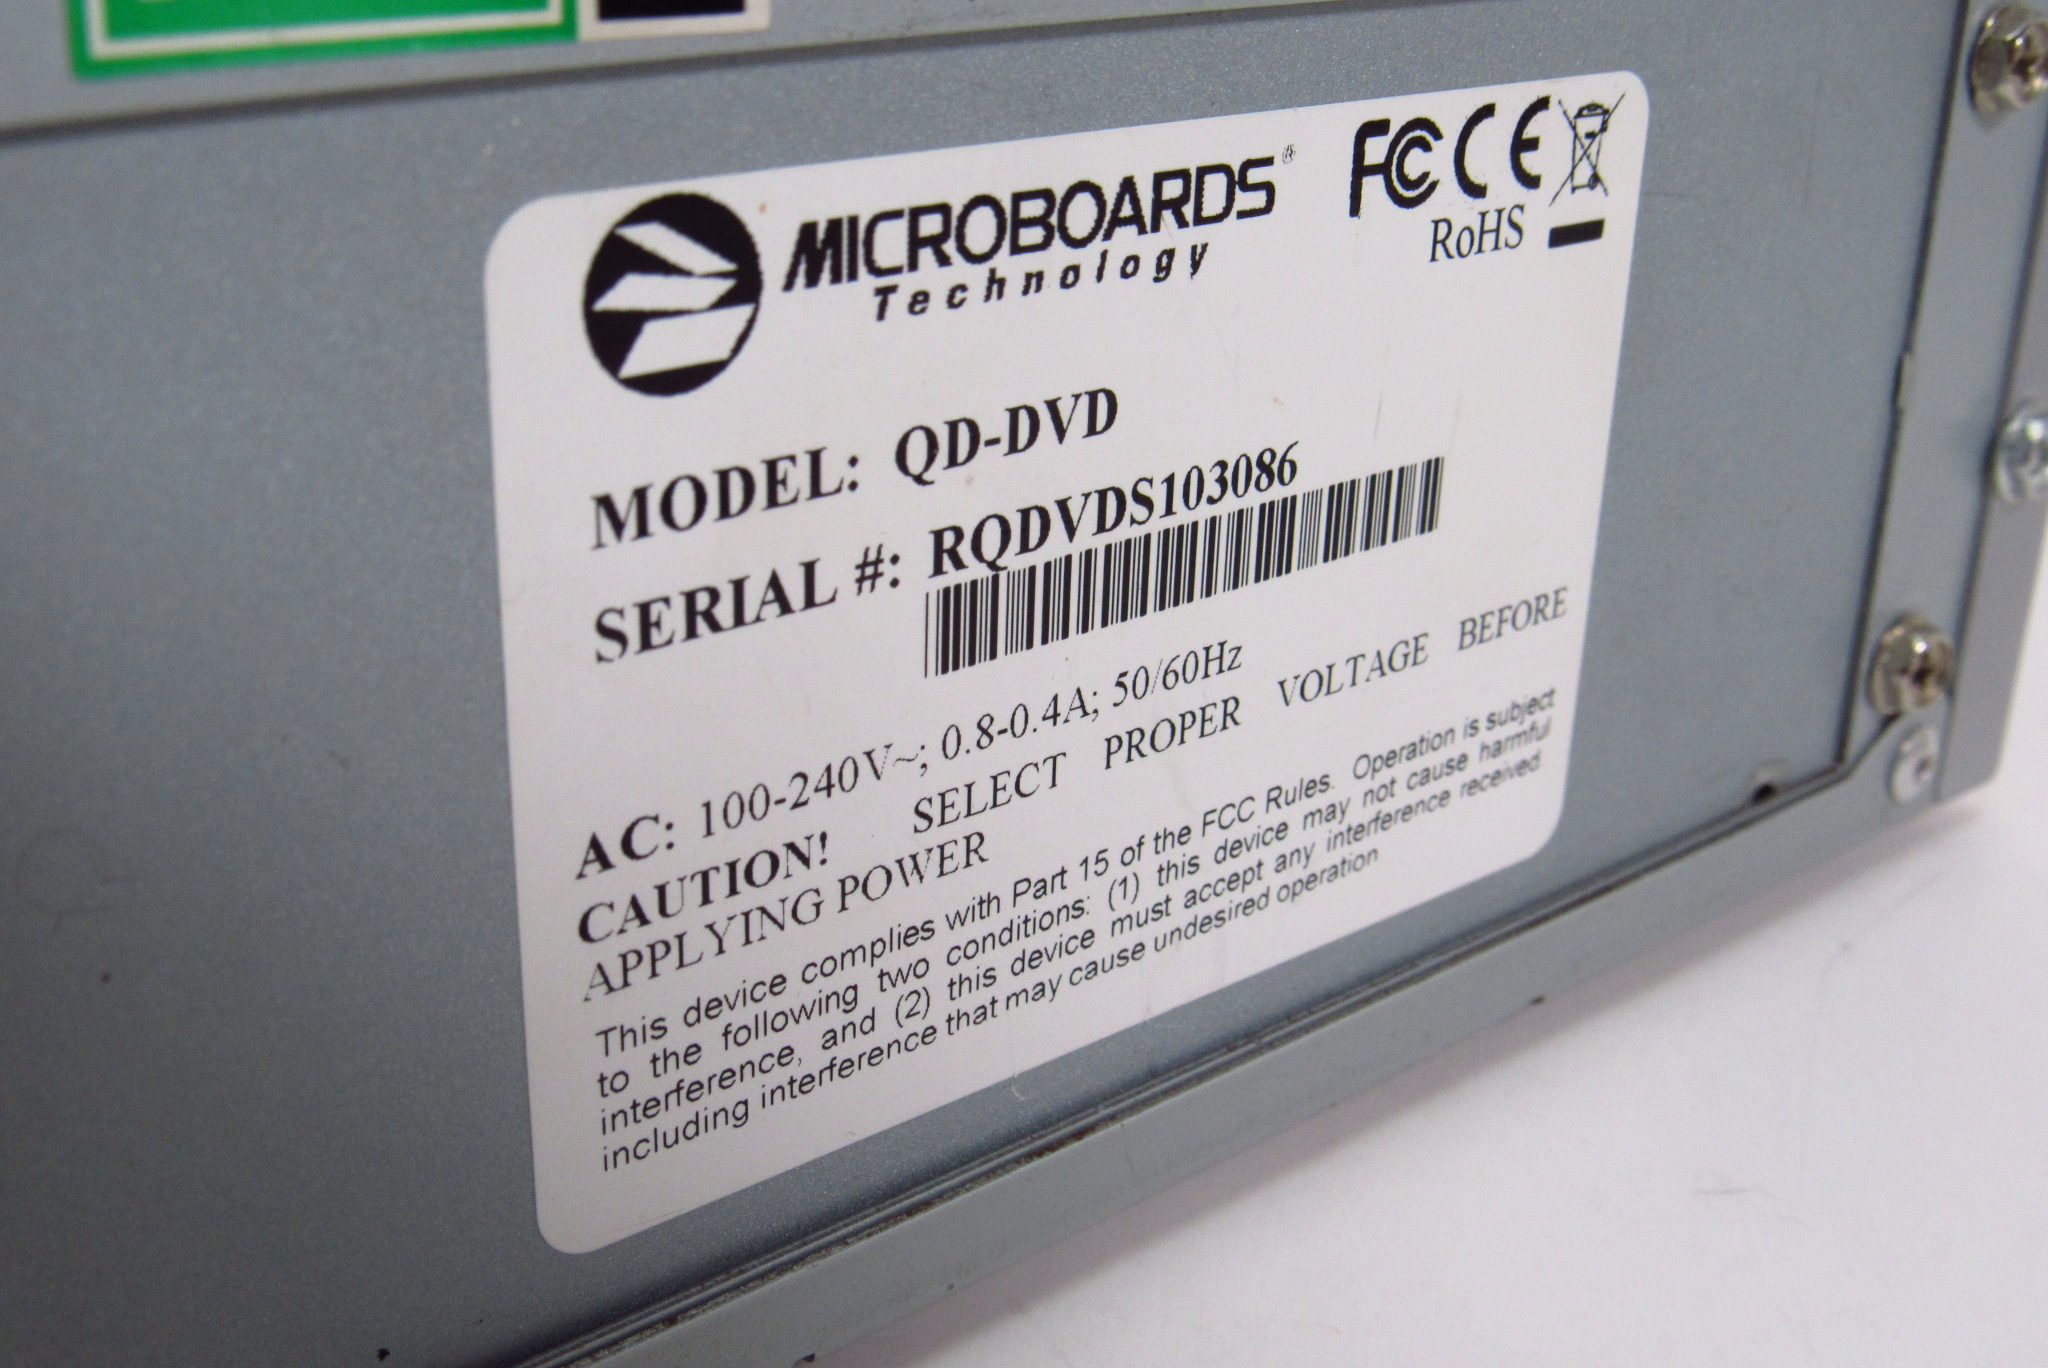 MICROBOARDS®
Technology
FCC CE
RoHS
MODEL: QD-DVD
SERIAL #: RQDVDS103086
AC: 100-240V~; 0.8-0.4A; 50/60Hz
CAUTION! SELECT PROPER VOLTAGE BEFORE
APPLYING POWER
This device complies with Part 15 of the FCC Rules. Operation is subject
to the following two conditions: (1) this device may not cause harmful
interference, and (2) this device must accept any interference received
including interference that may cause undesired operation